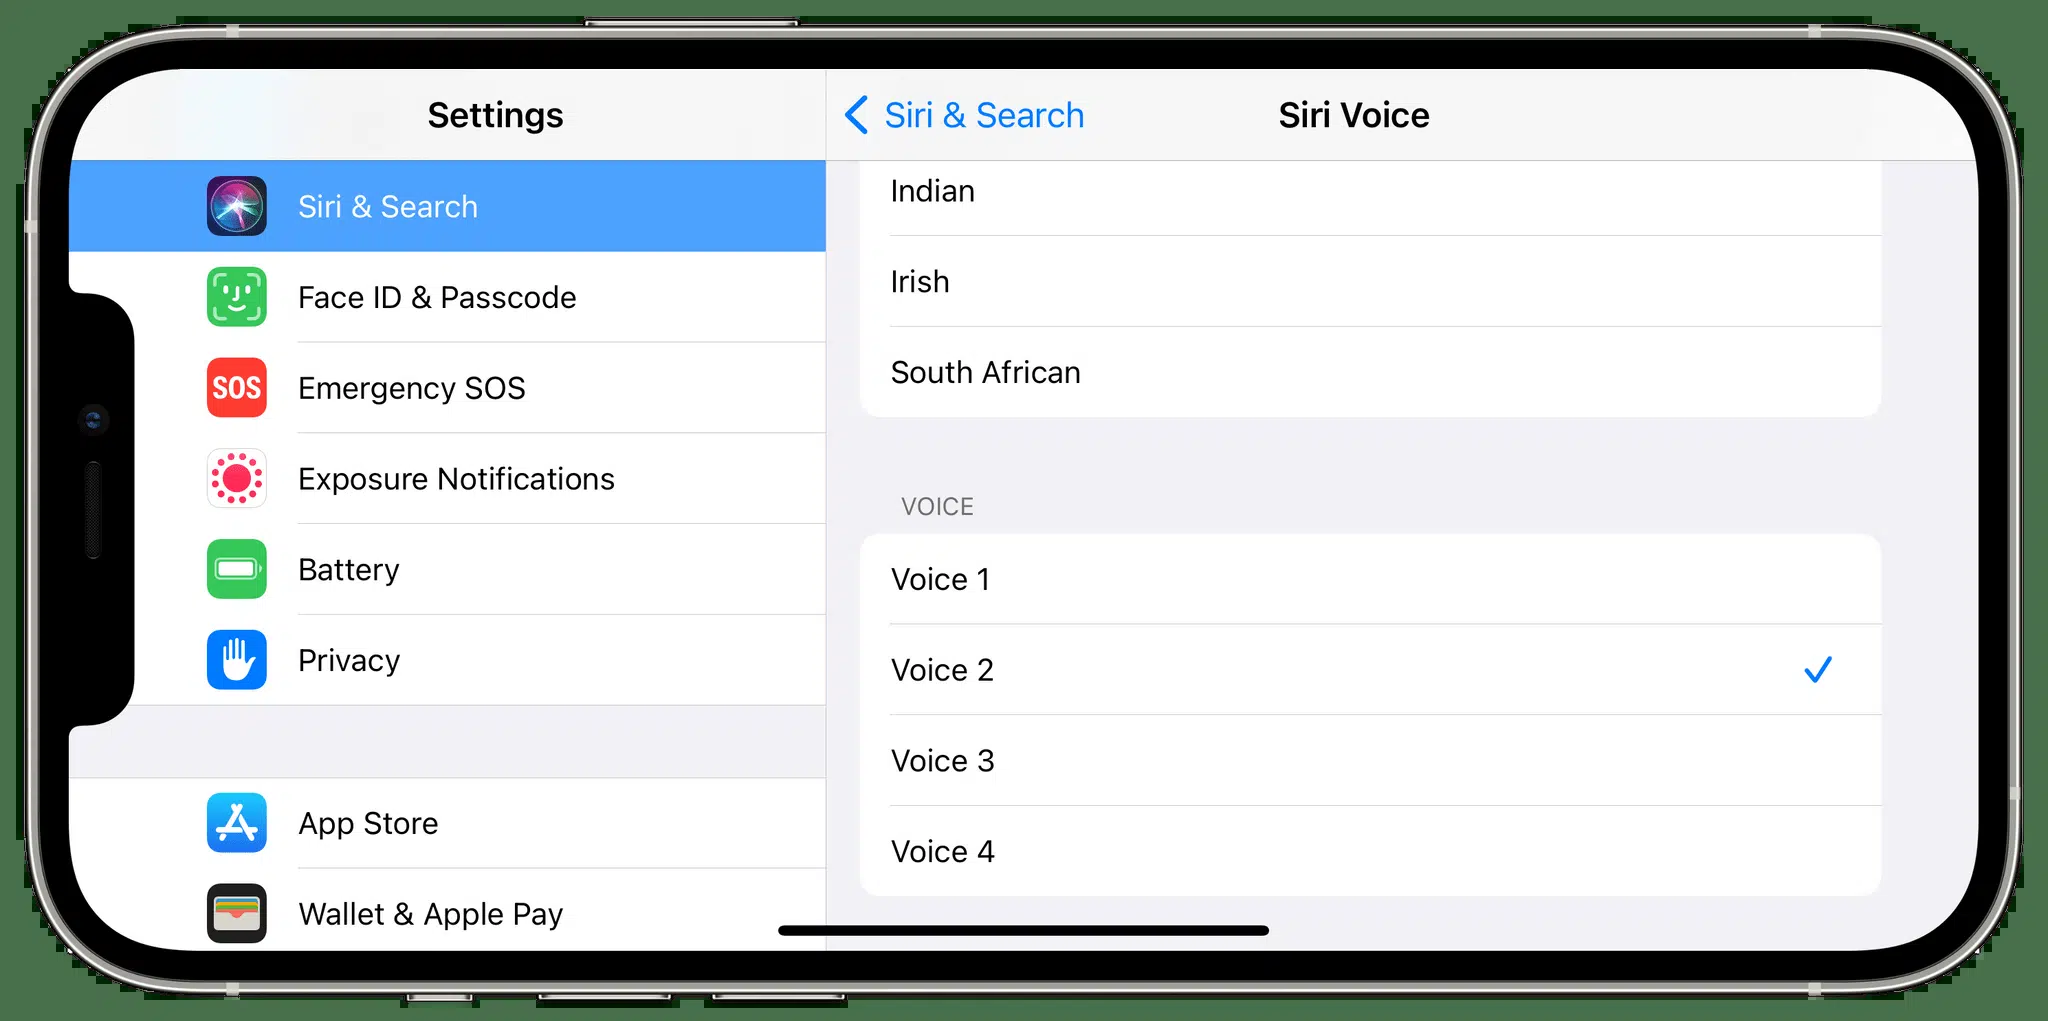 Settings
Siri & Search
Face ID & Passcode
SOS Emergency SOS
Exposure Notifications
Battery
Privacy
App Store
Wallet & Apple Pay
Siri & Search
Siri Voice
Indian
Irish
South African
VOICE
Voice 1
Voice 2
Voice 3
Voice 4